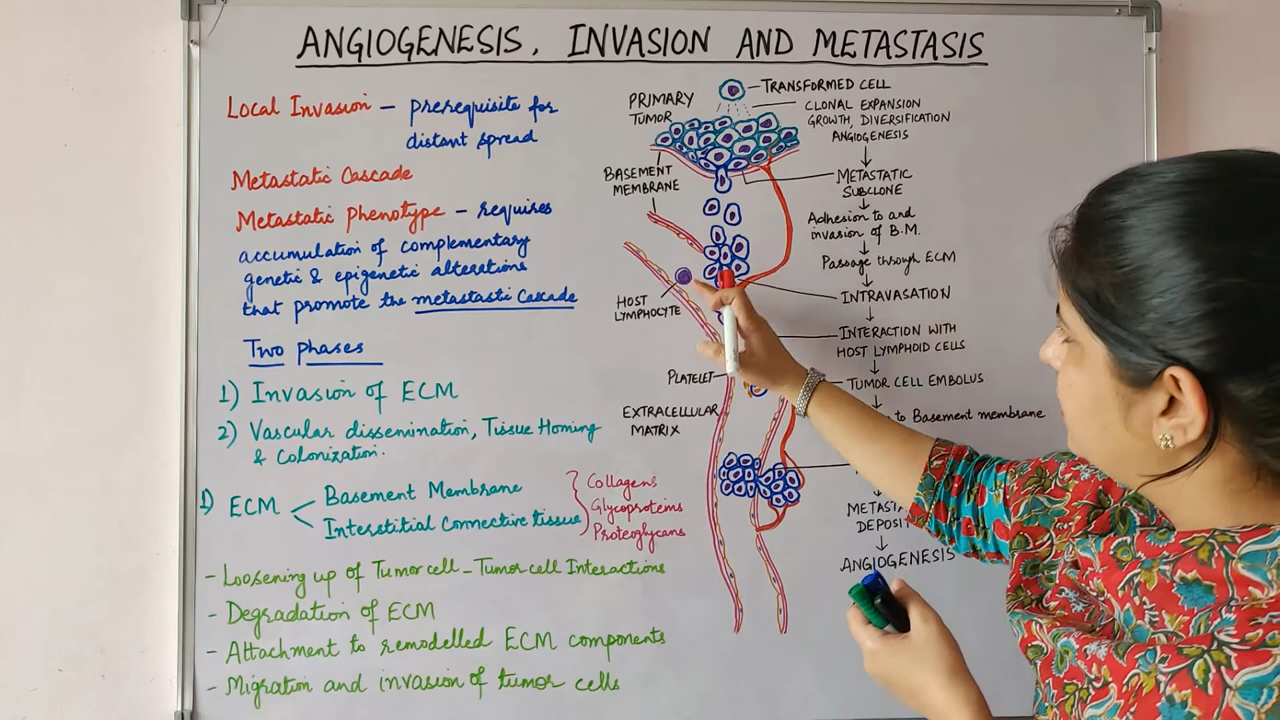 ANGIOGENESIS, INVASION AND METASTASIS
Local Invasion – prerequisite for
distant spread
Metastatic Cascade
Metastatic Phenotype – requires
accumulation of complementary
genetic & epigenetic alterations
that promote the metastastic Cascade
Two phases
1) Invasion of ECM
2) Vascular dissemination, Tissue Homing
& Colonization.
1) ECM
Basement Membrane
Interstitial Connective tissue
Collagens
Glycoproteins
Proteoglycans
- Loosening up of Tumor cell – Tumor cell Interactions
- Degradation of ECM
- Attachment to remodelled ECM components
- Migration and invasion of tumor cells
PRIMARY
TUMOR
BASEMENT
MEMBRANE
HOST
LYMPHOCYTE
PLATELET
EXTRACELLULAR
MATRIX
TRANSFORMED CELL
CLONAL EXPANSION
GROWTH, DIVERSIFICATION
ANGIOGENESIS
METASTATIC
SUBCLONE
Adhesion to and
invasion of B.M.
Passage through ECM
INTRAVASATION
INTERACTION WITH
HOST LYMPHOID CELLS
TUMOR CELL EMBOLUS
to Basement membrane
DEPOSIT
ANGIOGENESIS